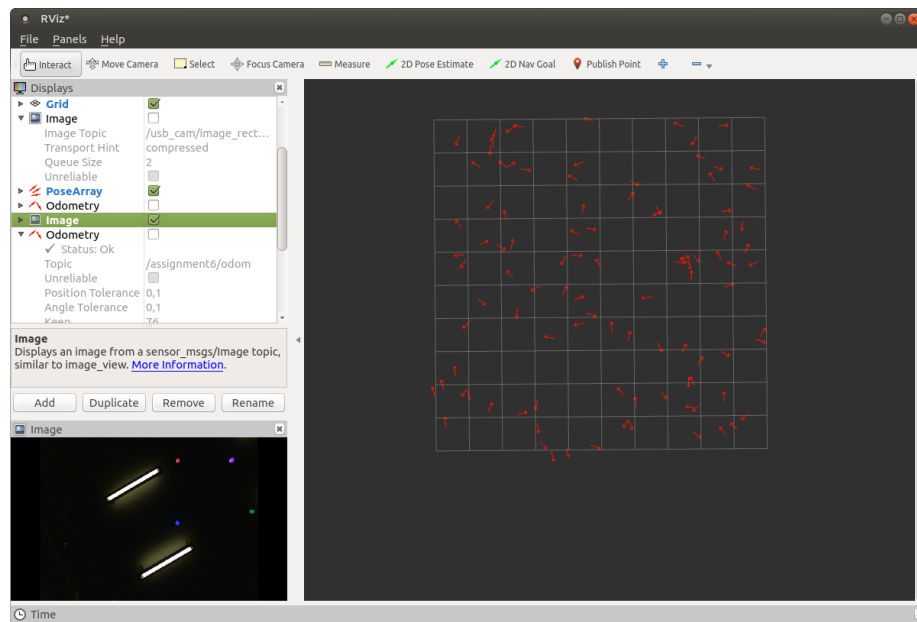 RViz*
File Panels Help
Interact Move Camera Select Focus Camera Measure 2D Pose Estimate 2D Nav Goal Publish Point
Displays
Grid
Image
Image Topic /usb_cam/image_rect...
Transport Hint compressed
Queue Size 2
Unreliable
PoseArray
Odometry
Image
Odometry
Status: Ok
Topic /assignment6/odom
Unreliable
Position Tolerance 0,1
Angle Tolerance 0,1
Keep 76
Image
Displays an image from a sensor_msgs/Image topic,
similar to image_view. More Information.
Add Duplicate Remove Rename
Image
Time